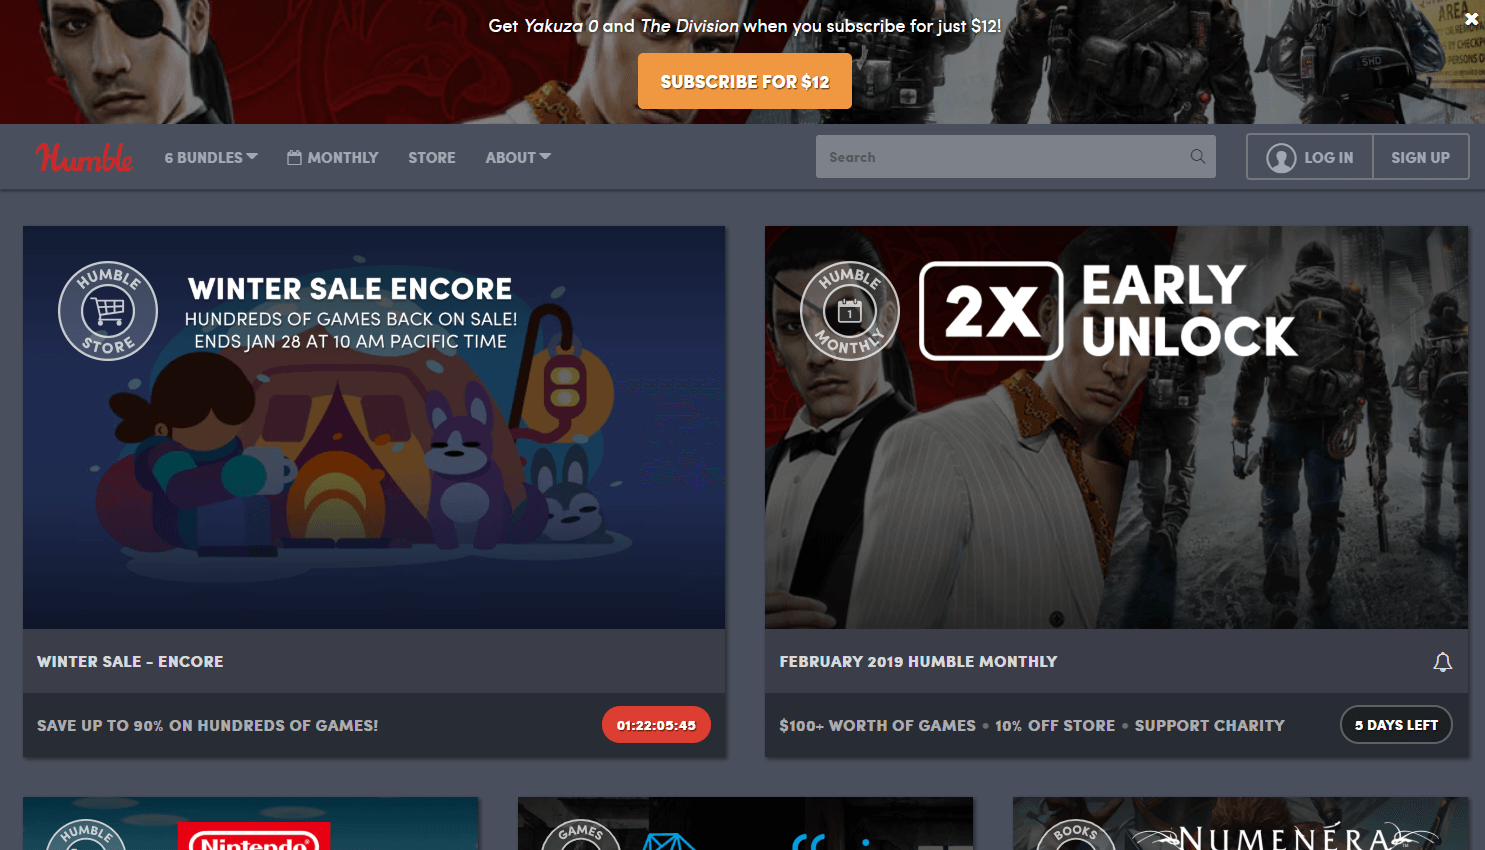 Get Yakuza 0 and The Division when you subscribe for just $12!
SUBSCRIBE FOR $12
AREA
SHD
Humble
6 BUNDLES
MONTHLY
STORE
ABOUT
Search
LOG IN
SIGN UP
HUMBLE
STORE
WINTER SALE ENCORE
HUNDREDS OF GAMES BACK ON SALE!
ENDS JAN 28 AT 10 AM PACIFIC TIME
HUMBLE
1
MONTHLY
2X
EARLY
UNLOCK
WINTER SALE - ENCORE
SAVE UP TO 90% ON HUNDREDS OF GAMES!
01:22:05:45
FEBRUARY 2019 HUMBLE MONTHLY
$100+ WORTH OF GAMES • 10% OFF STORE • SUPPORT CHARITY
5 DAYS LEFT
HUMBLE
Nintendo
GAMES
BOOKS
NUMENÉRA